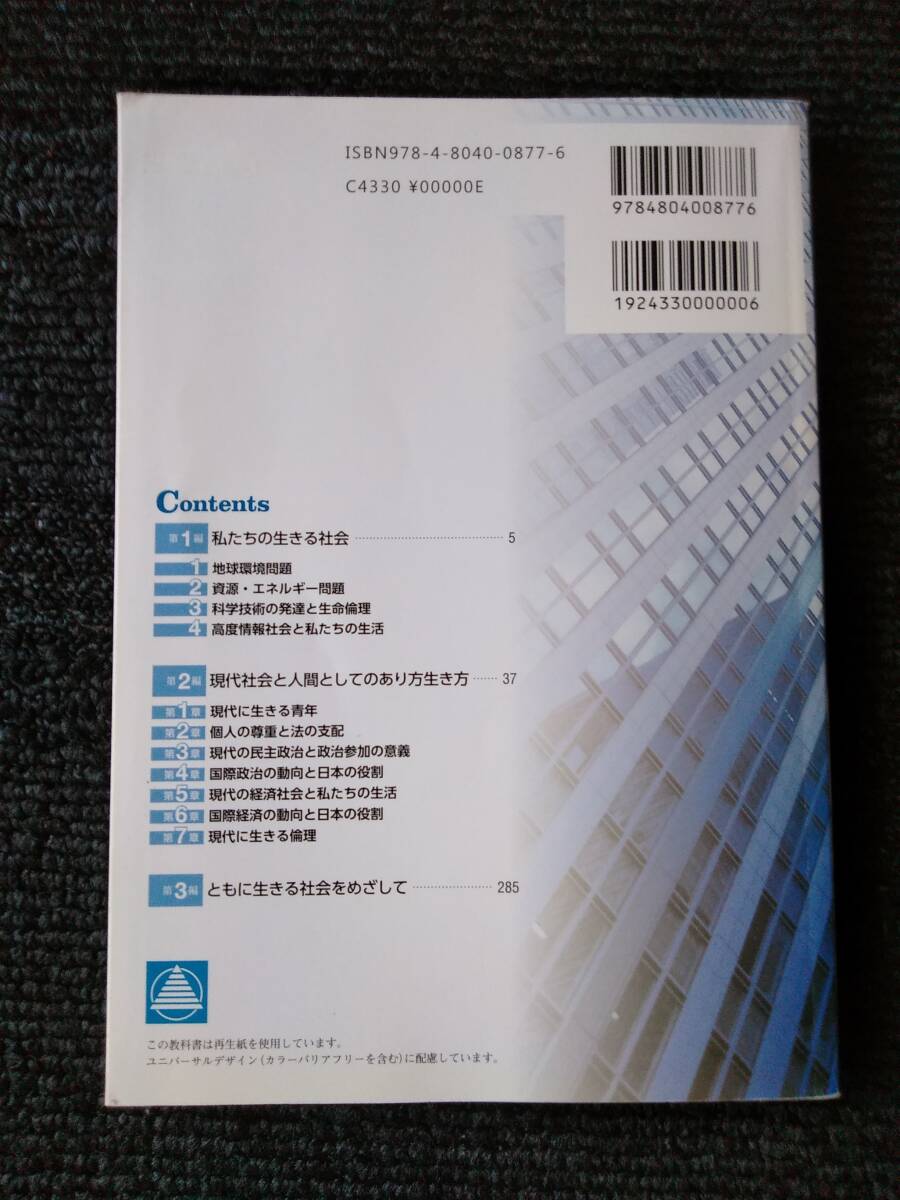 ISBN978-4-8040-0877-6
C4330 ¥00000E
9784804008776
1924330000006
Contents
第1編 私たちの生きる社会 …… 5
1 地球環境問題
2 資源・エネルギー問題
3 科学技術の発達と生命倫理
4 高度情報社会と私たちの生活
第2編 現代社会と人間としてのあり方生き方 …… 37
第1章 現代に生きる青年
第2章 個人の尊重と法の支配
第3章 現代の民主政治と政治参加の意義
第4章 国際政治の動向と日本の役割
第5章 現代の経済社会と私たちの生活
第6章 国際経済の動向と日本の役割
第7章 現代に生きる倫理
第3編 ともに生きる社会をめざして …… 285
この教科書は再生紙を使用しています。
ユニバーサルデザイン(カラーバリアフリーを含む)に配慮しています。